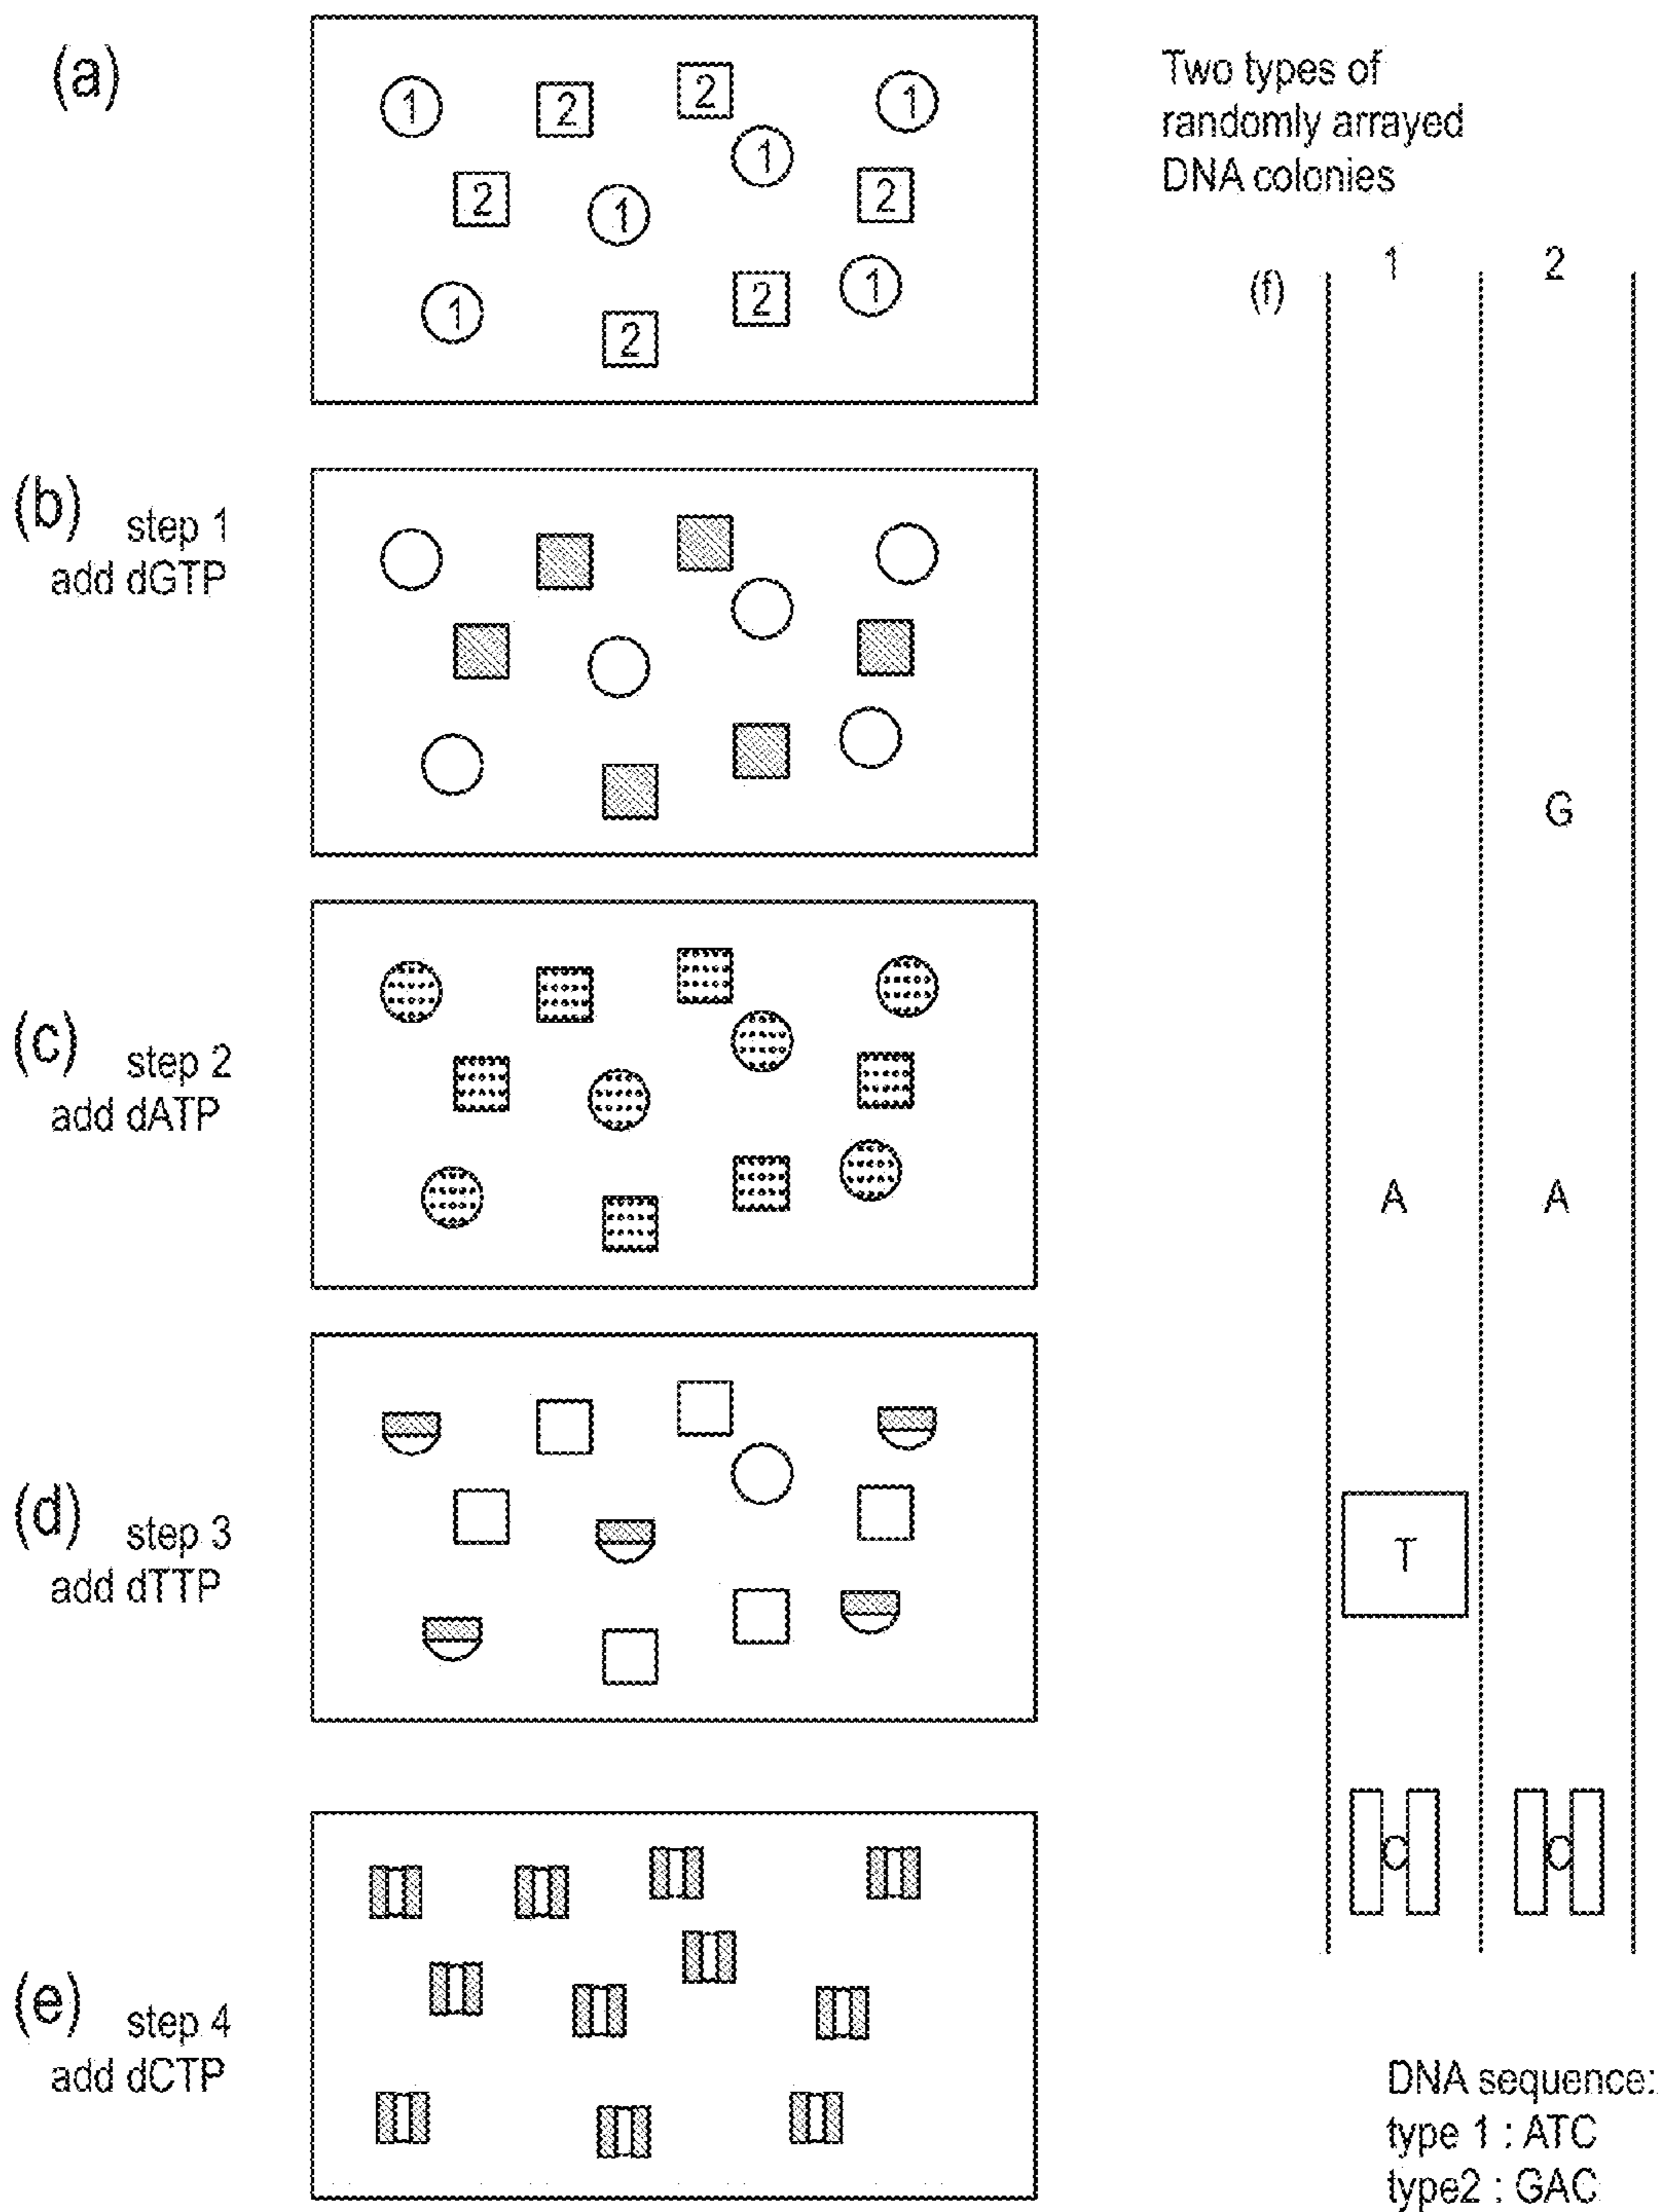 (a)
1
2
2
1
1
2
1
2
2
1
1
2
2
Two types of
randomly arrayed
DNA colonies
(b) step 1
add dGTP
(c) step 2
add dATP
(d) step 3
add dTTP
(e) step 4
add dCTP
(f)
1 2
G
A A
T
C C
DNA sequence:
type 1 : ATC
type2 : GAC